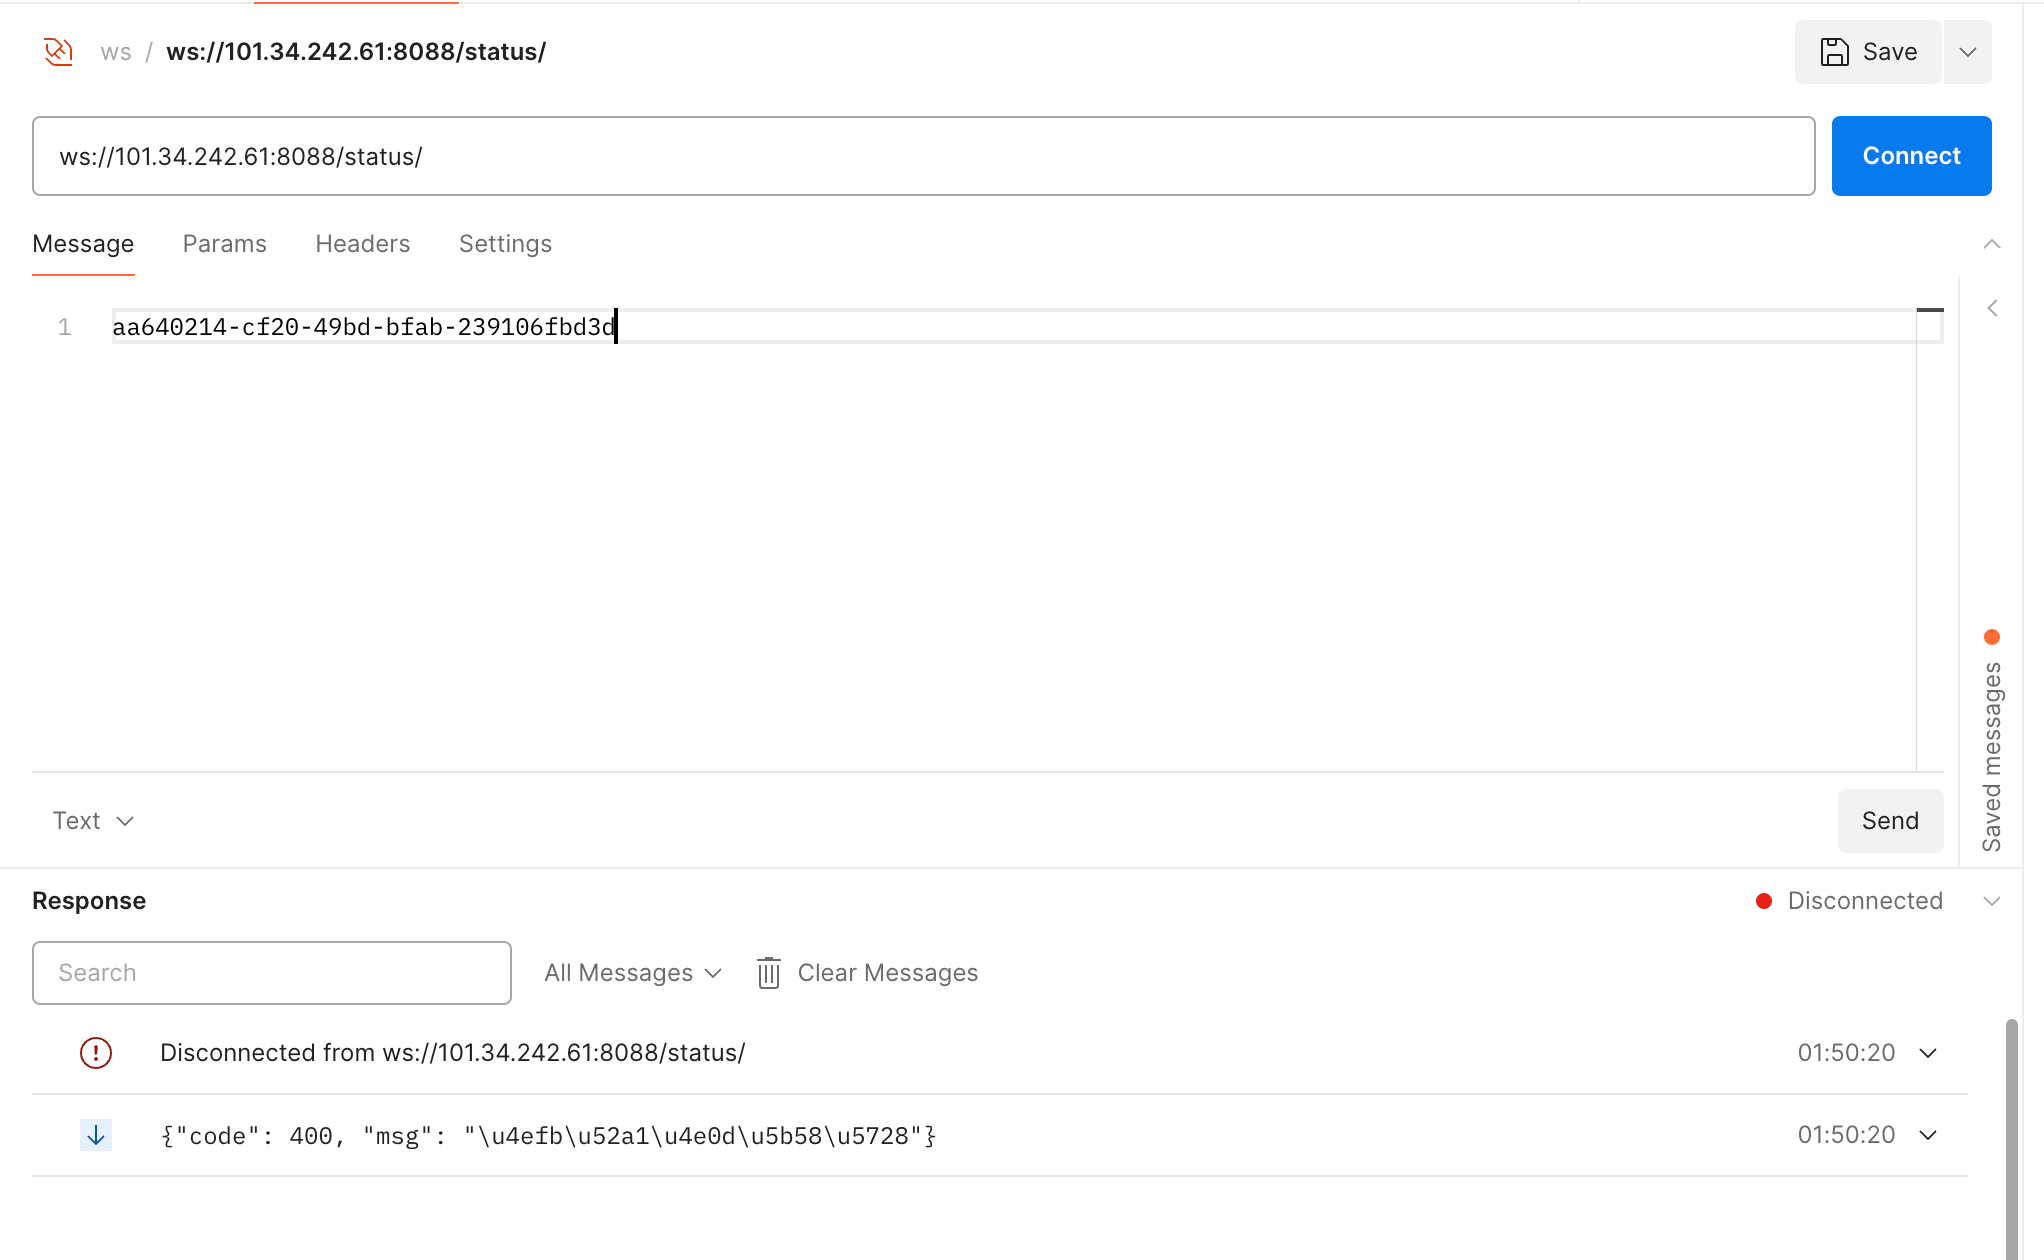 ws / ws://101.34.242.61:8088/status/
Save
ws://101.34.242.61:8088/status/
Connect
Message Params Headers Settings
1 aa640214-cf20-49bd-bfab-239106fbd3d
Saved messages
Text
Send
Response
Disconnected
Search
All Messages
Clear Messages
Disconnected from ws://101.34.242.61:8088/status/ 01:50:20
{"code": 400, "msg": "\u4efb\u52a1\u4e0d\u5b58\u5728"} 01:50:20